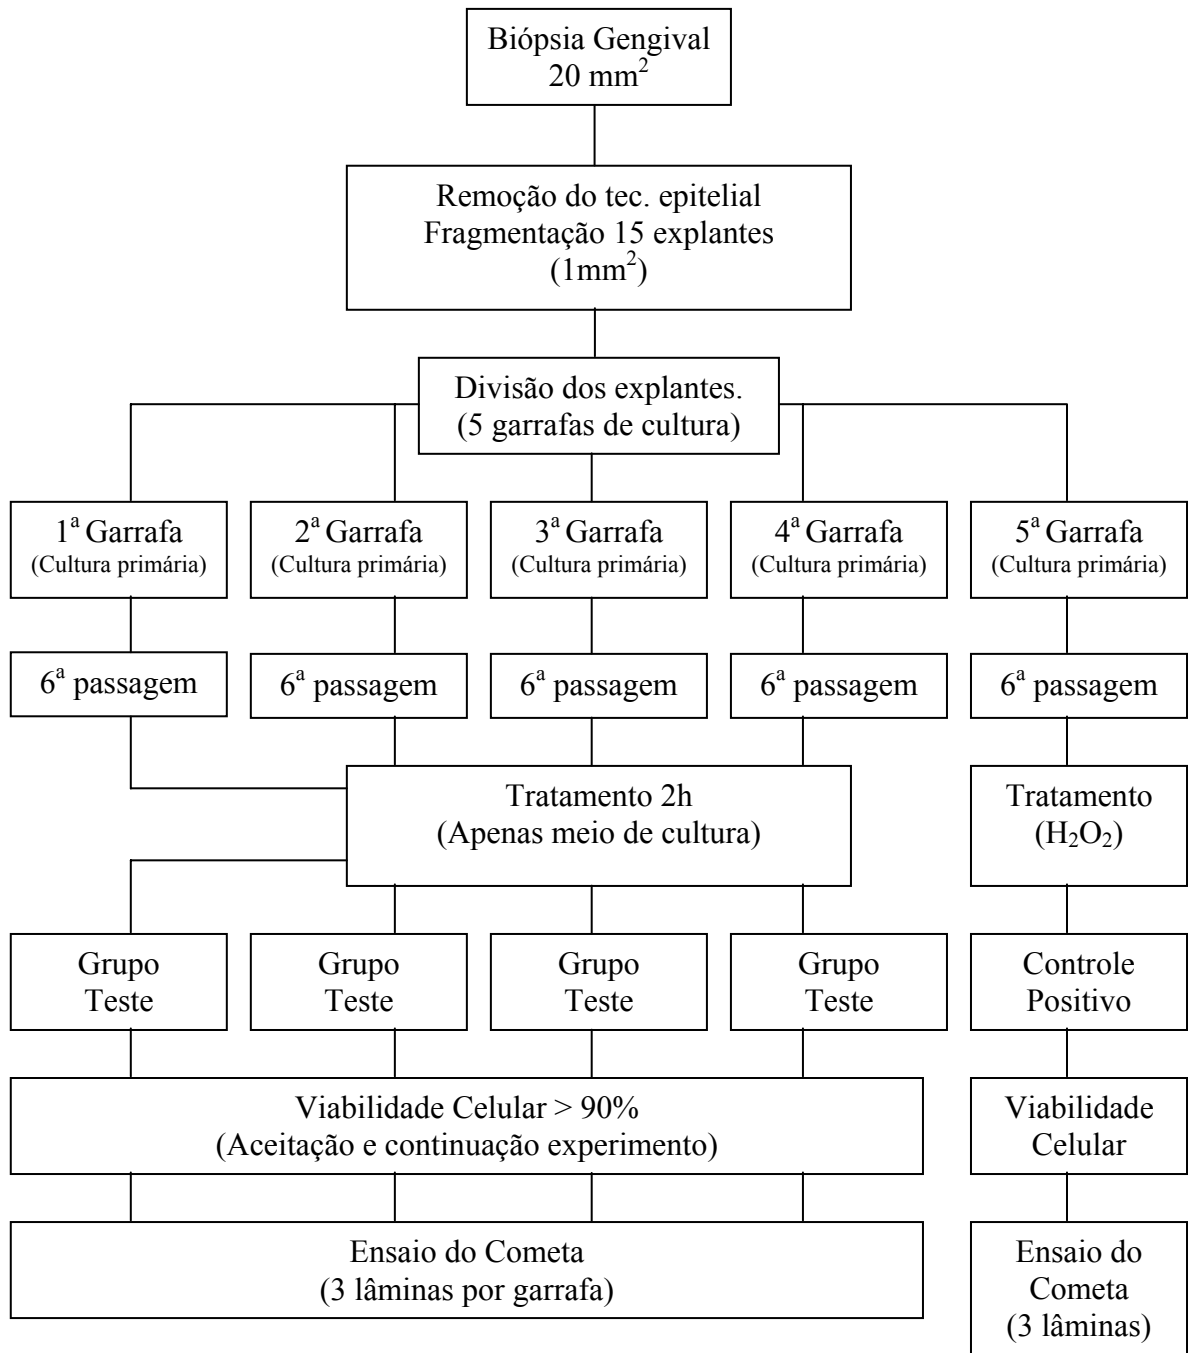 Biópsia Gengival
20 mm²
Remoção do tec. epitelial
Fragmentação 15 explantes
(1mm²)
Divisão dos explantes.
(5 garrafas de cultura)
1ª Garrafa
(Cultura primária)
2ª Garrafa
(Cultura primária)
3ª Garrafa
(Cultura primária)
4ª Garrafa
(Cultura primária)
5ª Garrafa
(Cultura primária)
6ª passagem
6ª passagem
6ª passagem
6ª passagem
6ª passagem
Tratamento 2h
(Apenas meio de cultura)
Tratamento
(H₂O₂)
Grupo
Teste
Grupo
Teste
Grupo
Teste
Grupo
Teste
Controle
Positivo
Viabilidade Celular > 90%
(Aceitação e continuação experimento)
Viabilidade
Celular
Ensaio do Cometa
(3 lâminas por garrafa)
Ensaio do
Cometa
(3 lâminas)